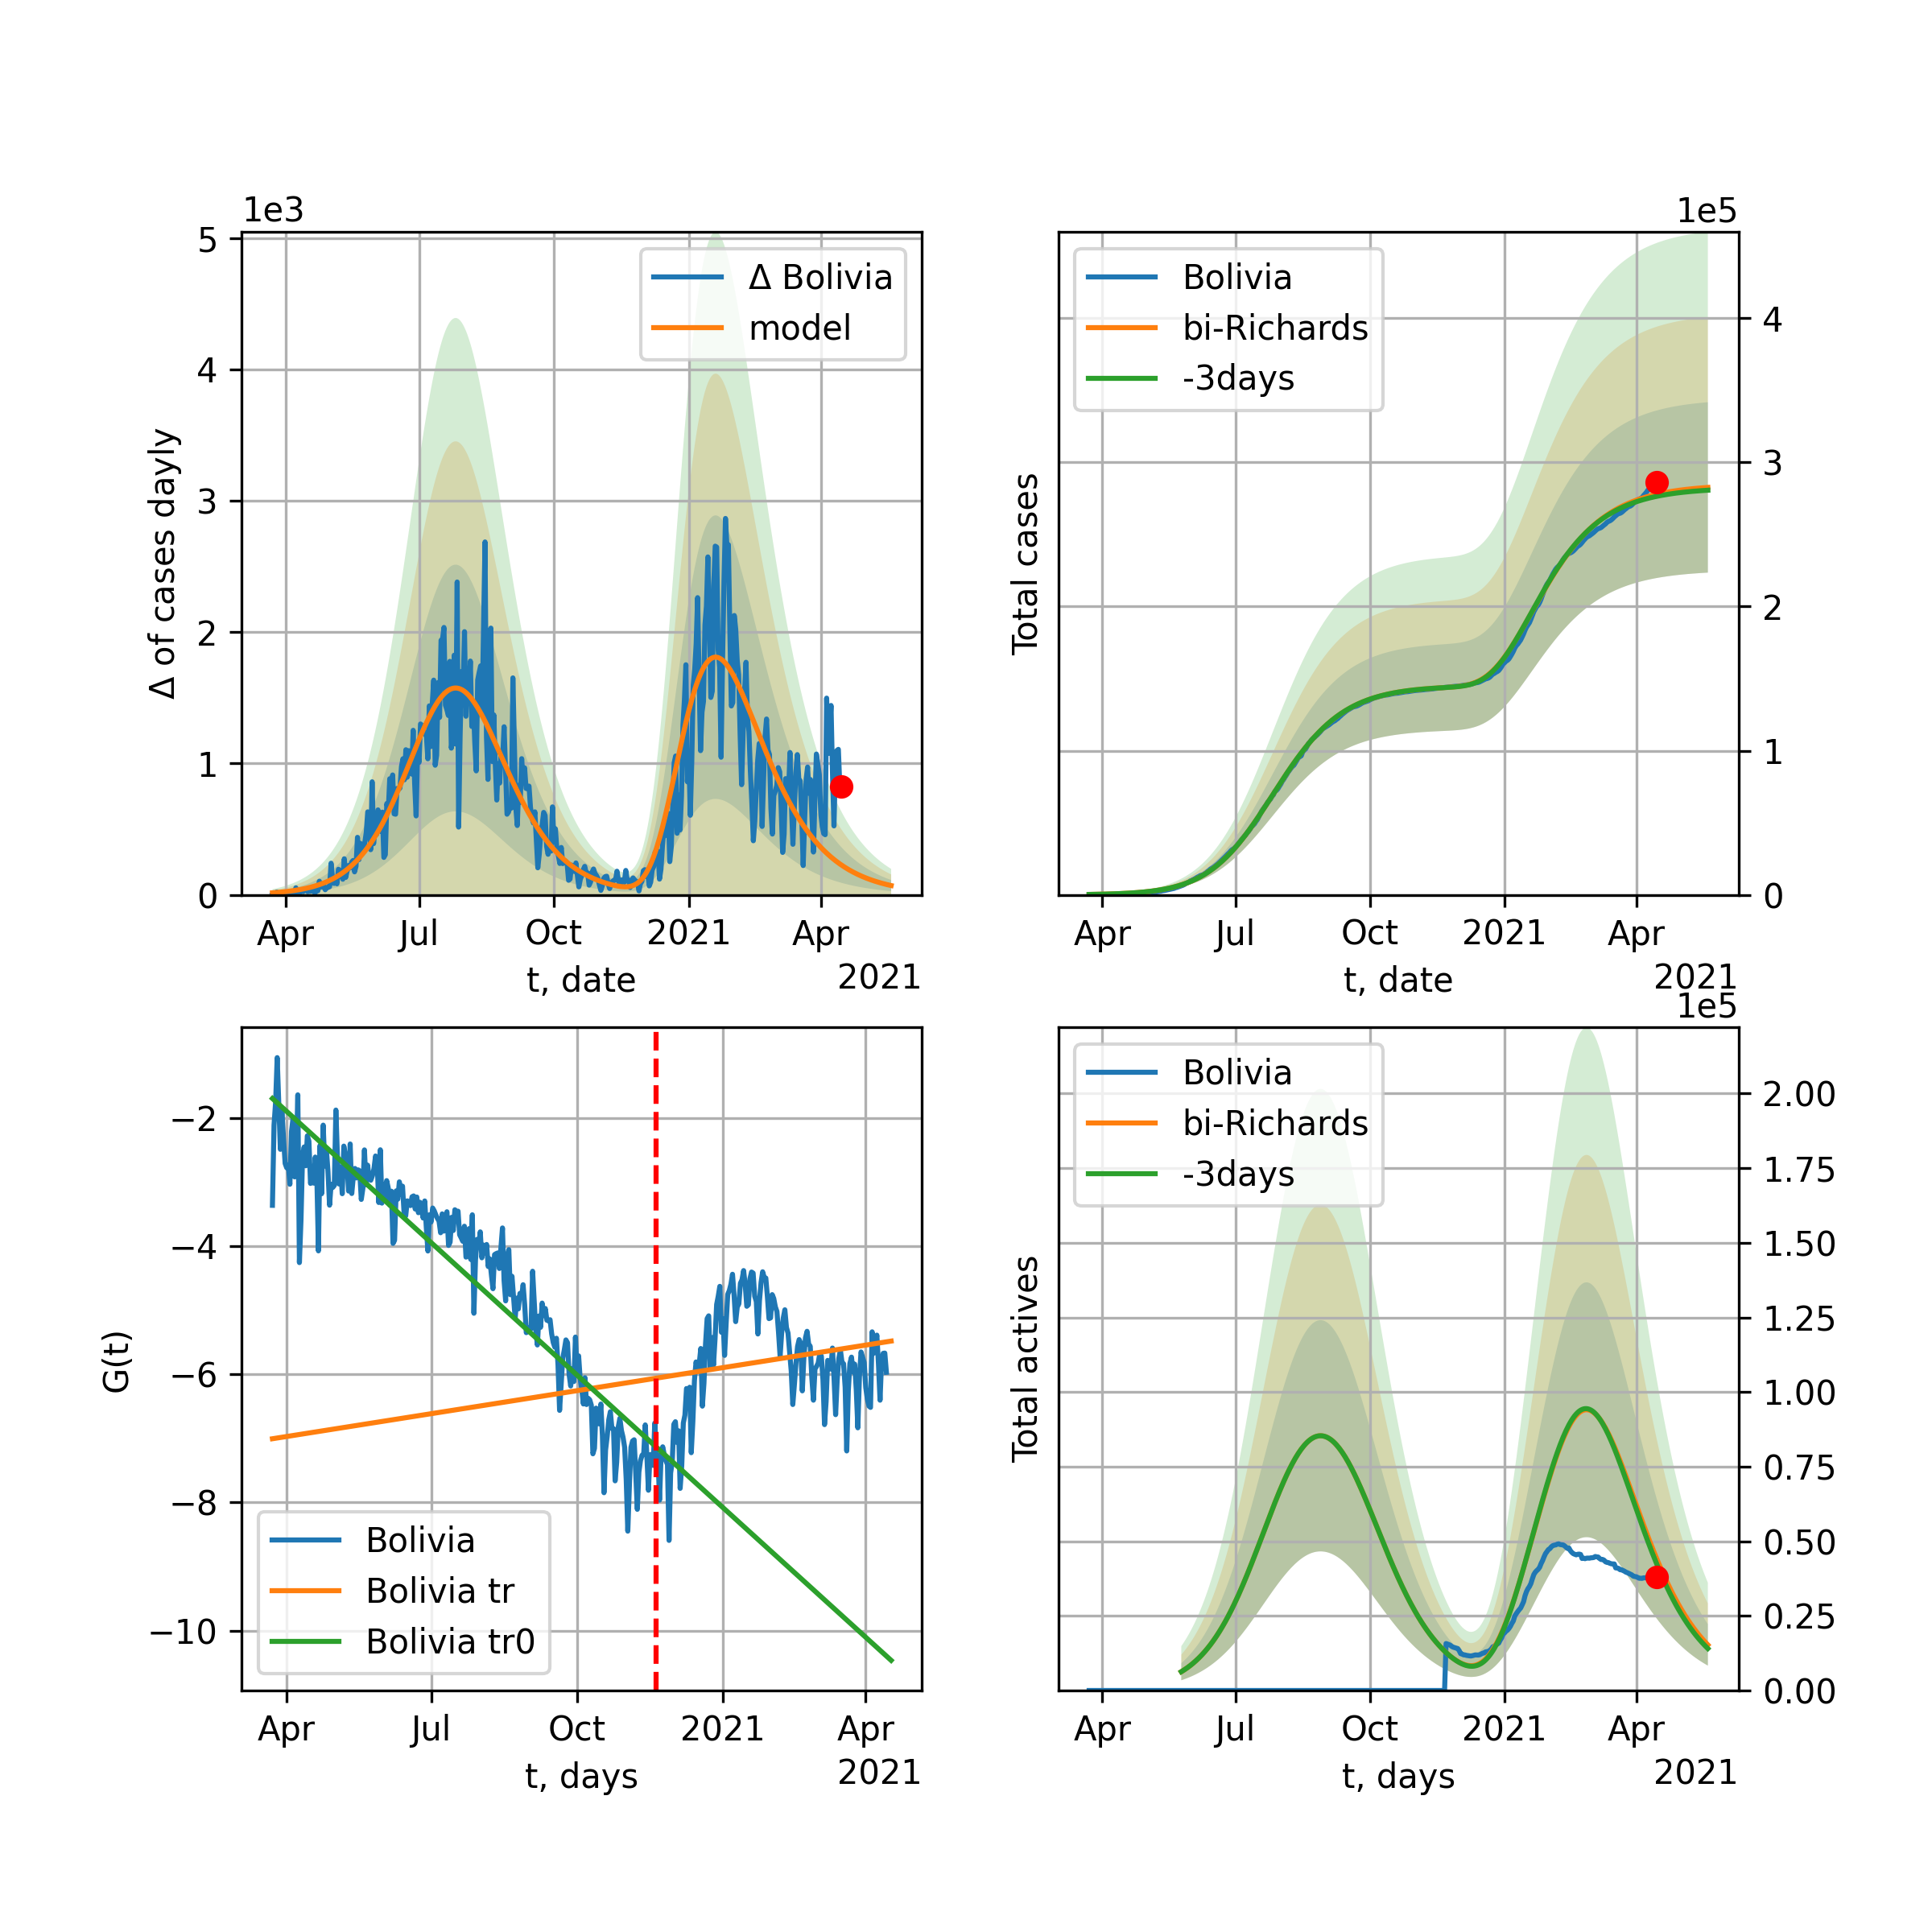 1e3
5
4
3
2
1
0
Δ of cases dayly
Δ Bolivia
model
Apr Jul Oct 2021 Apr
t, date
2021
1e5
Total cases
Bolivia
bi-Richards
-3days
4
3
2
1
0
Apr Jul Oct 2021 Apr
t, date
2021
G(t)
−2
−4
−6
−8
−10
Bolivia
Bolivia tr
Bolivia tr0
Apr Jul Oct 2021 Apr
t, days
2021
1e5
Total actives
Bolivia
bi-Richards
-3days
2.00
1.75
1.50
1.25
1.00
0.75
0.50
0.25
0.00
Apr Jul Oct 2021 Apr
t, days
2021